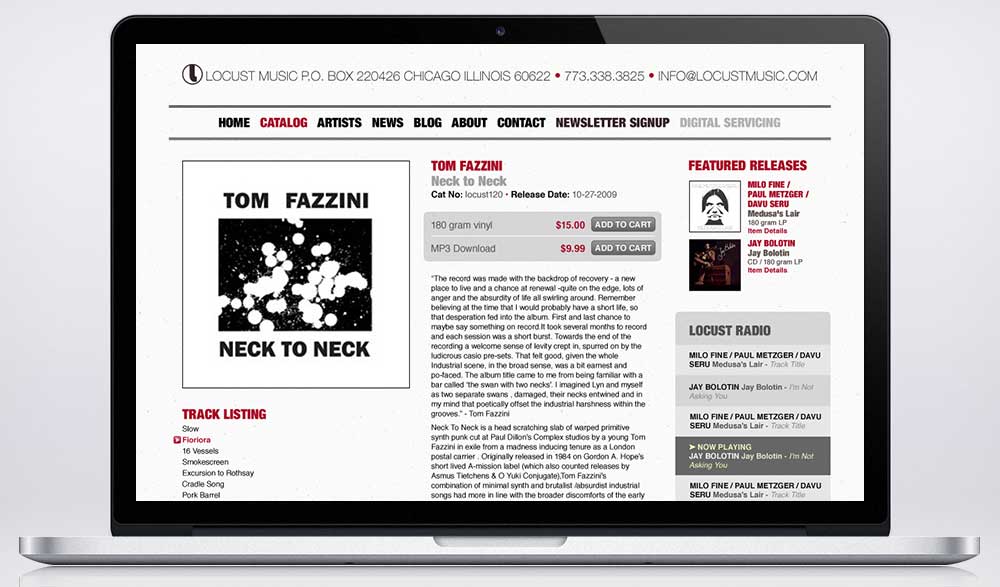 LOCUST MUSIC P.O. BOX 220426 CHICAGO ILLINOIS 60622 • 773.338.3825 • INFO@LOCUSTMUSIC.COM
HOME CATALOG ARTISTS NEWS BLOG ABOUT CONTACT NEWSLETTER SIGNUP DIGITAL SERVICING
TOM FAZZINI
NECK TO NECK
TRACK LISTING
Slow
Fioriora
16 Vessels
Smokescreen
Excursion to Rothsay
Cradle Song
Pork Barrel
TOM FAZZINI
Neck to Neck
Cat No: locust120 • Release Date: 10-27-2009
180 gram vinyl $15.00 ADD TO CART
MP3 Download $9.99 ADD TO CART
"The record was made with the backdrop of recovery - a new
place to live and a chance at renewal -quite on the edge, lots of
anger and the absurdity of life all swirling around. Remember
believing at the time that I would probably have a short life, so
that desperation fed into the album. First and last chance to
maybe say something on record.It took several months to record
and each session was a short burst. Towards the end of the
recording a welcome sense of levity crept in, spurred on by the
ludicrous casio pre-sets. That felt good, given the whole
Industrial scene, in the broad sense, was a bit earnest and
po-faced. The album title came to me from being familiar with a
bar called 'the swan with two necks'. I imagined Lyn and myself
as two separate swans , damaged, their necks entwined and in
my mind that poetically offset the industrial harshness within the
grooves." - Tom Fazzini
Neck To Neck is a head scratching slab of warped primitive
synth punk cut at Paul Dillon's Complex studios by a young Tom
Fazzini in exile from a madness inducing tenure as a London
postal carrier . Originally released in 1984 on Gordon A. Hope's
short lived A-mission label (which also counted releases by
Asmus Tietchens & O Yuki Conjugate),Tom Fazzini's
combination of minimal synth and brutalist /absurdist industrial
songs had more in line with the broader discomforts of the early
FEATURED RELEASES
MILO FINE /
PAUL METZGER /
DAVU SERU
Medusa's Lair
180 gram LP
Item Details
JAY BOLOTIN
Jay Bolotin
CD / 180 gram LP
Item Details
LOCUST RADIO
MILO FINE / PAUL METZGER / DAVU
SERU Medusa's Lair - Track Title
JAY BOLOTIN Jay Bolotin - I'm Not
Asking You
MILO FINE / PAUL METZGER / DAVU
SERU Medusa's Lair - Track Title
➤ NOW PLAYING
JAY BOLOTIN Jay Bolotin - I'm Not
Asking You
MILO FINE / PAUL METZGER / DAVU
SERU Medusa's Lair - Track Title